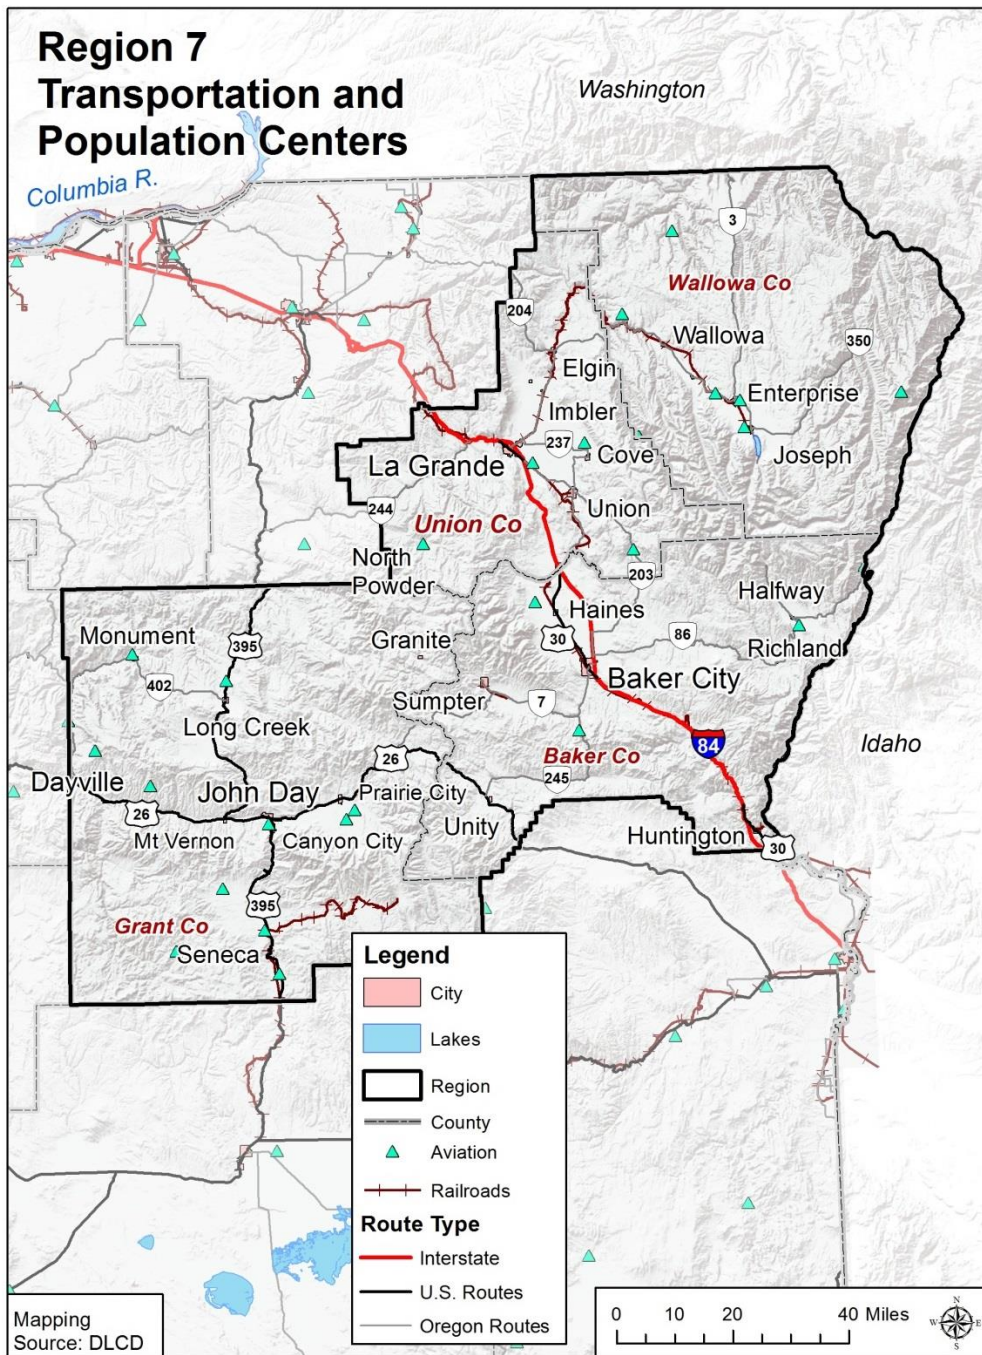 Region 7
Transportation and
Population Centers
Washington
Columbia R.
3
Wallowa Co
204
Wallowa
350
Elgin
Enterprise
Imbler
237
Cove
Joseph
La Grande
244
Union
Union Co
North
Powder
203
Halfway
Haines
Monument
395
Granite
30
86
Richland
402
Baker City
Sumpter
7
Long Creek
84
Idaho
26
Baker Co
245
Dayville
John Day
Prairie City
26
Mt Vernon
Canyon City
Unity
Huntington
30
395
Grant Co
Seneca
Legend
City
Lakes
Region
County
Aviation
Railroads
Route Type
Interstate
U.S. Routes
Oregon Routes
Mapping
Source: DLCD
0 10 20 40 Miles
N
W E
S